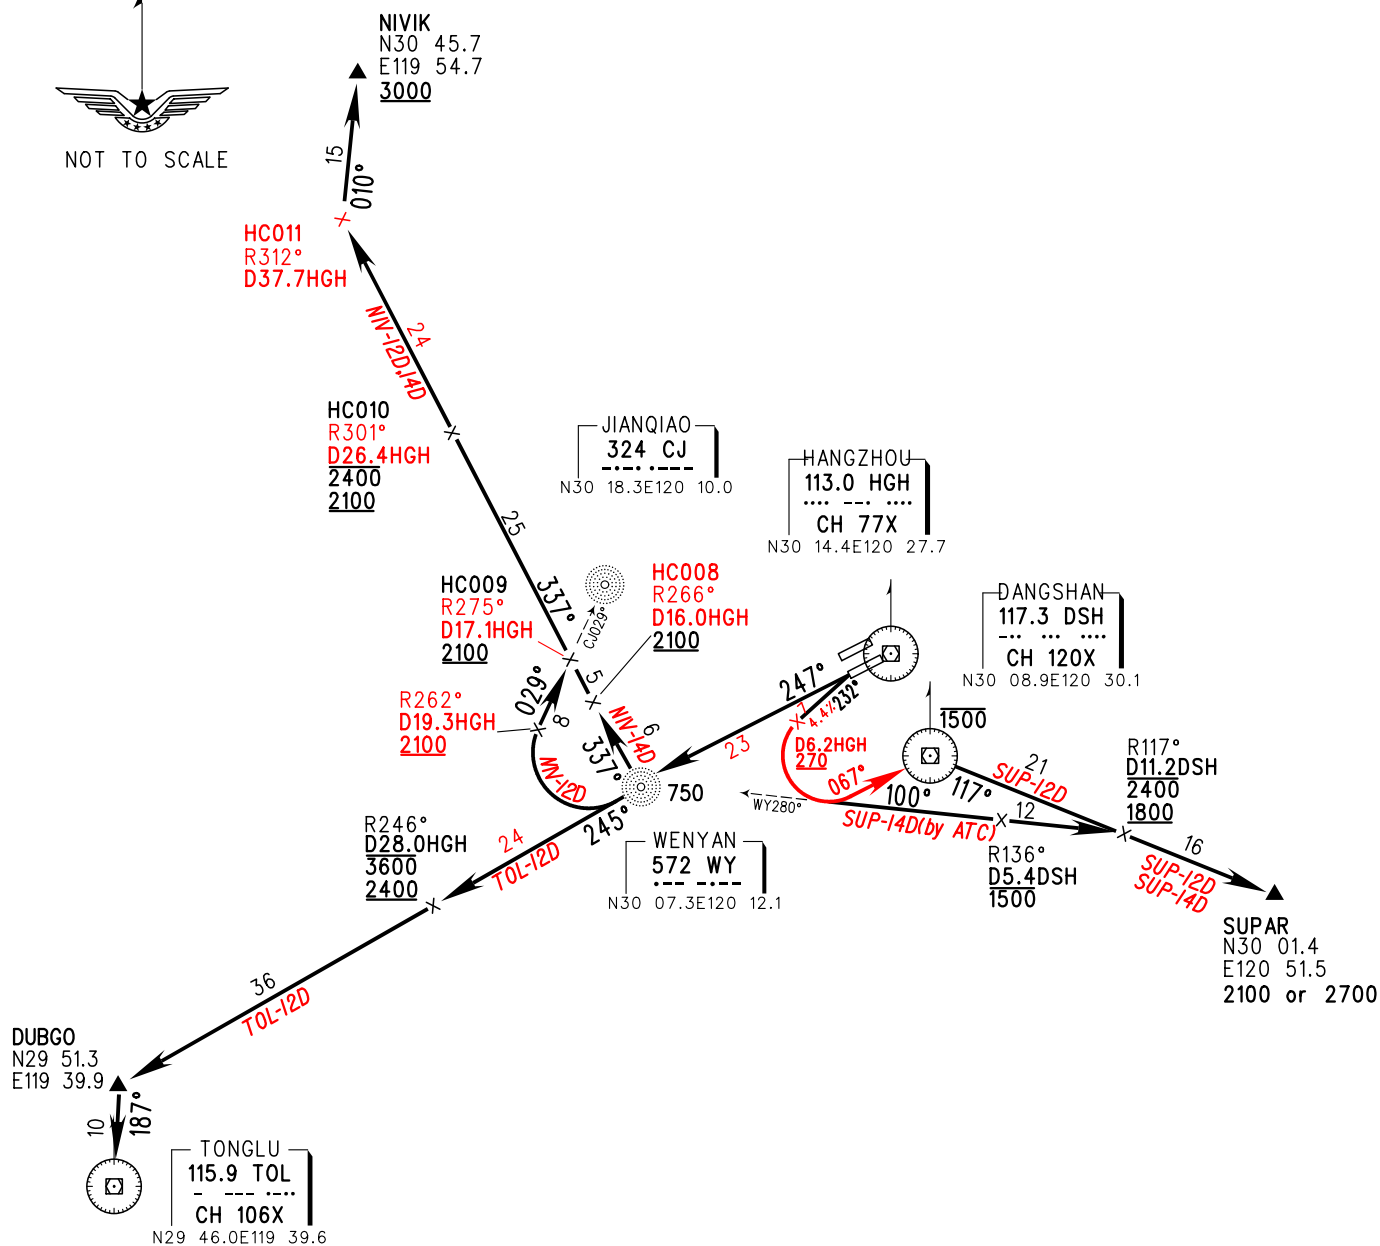 NIVIK
N30 45.7
E119 54.7
3000
NOT TO SCALE
15
010°
HC011
R312°
D37.7HGH
24
NIV-12D,14D
HC010
R301°
D26.4HGH
2400
2100
25
337°
JIANQIAO
324 CJ
N30 18.3E120 10.0
HANGZHOU
113.0 HGH
CH 77X
N30 14.4E120 27.7
HC009
R275°
D17.1HGH
2100
CJ029°
HC008
R266°
D16.0HGH
2100
DANGSHAN
117.3 DSH
CH 120X
N30 08.9E120 30.1
5
R262°
D19.3HGH
2100
029°
8
6
NIV-14D
337°
NIV-12D
247°
23
7
4.4% 232°
D6.2HGH
270
067°
1500
750
WY280°
100°
117°
21
SUP-12D
12
SUP-14D(by ATC)
R117°
D11.2DSH
2400
1800
R136°
D5.4DSH
1500
16
SUP-12D
SUP-14D
SUPAR
N30 01.4
E120 51.5
2100 or 2700
WENYAN
572 WY
N30 07.3E120 12.1
245°
24
TOL-12D
R246°
D28.0HGH
3600
2400
36
TOL-12D
DUBGO
N29 51.3
E119 39.9
10
187°
TONGLU
115.9 TOL
CH 106X
N29 46.0E119 39.6